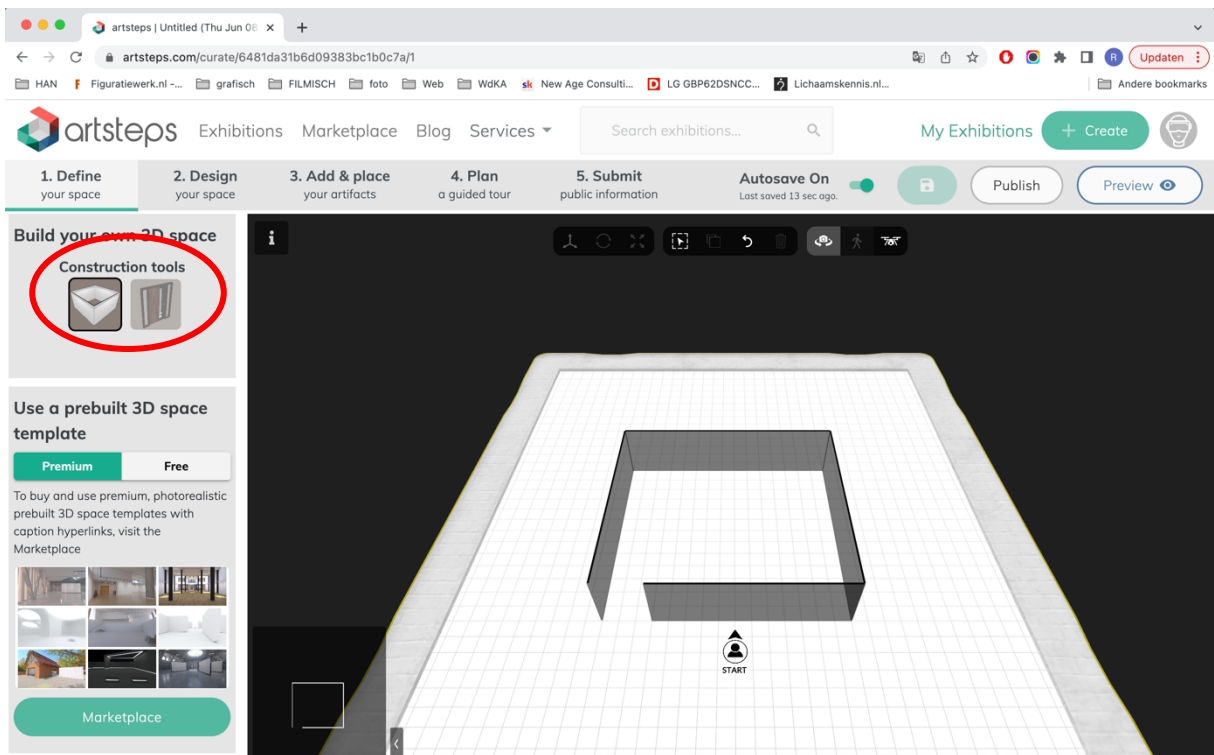 artsteps | Untitled (Thu Jun 08
artsteps.com/curate/6481da31b6d09383bc1b0c7a/1
R
Updaten
HAN
F Figuratiewerk.nl -...
grafisch
FILMISCH
foto
Web
WdKA
sk New Age Consulti...
D LG GBP62DSNCC...
Lichaamskennis.nl...
Andere bookmarks
artsteps
Exhibitions
Marketplace
Blog
Services
Search exhibitions...
My Exhibitions
+ Create
1. Define
your space
2. Design
your space
3. Add & place
your artifacts
4. Plan
a guided tour
5. Submit
public information
Autosave On
Last saved 13 sec ago.
Publish
Preview
Build your own 3D space
Construction tools
i
Use a prebuilt 3D space
template
Premium
Free
To buy and use premium, photorealistic
prebuilt 3D space templates with
caption hyperlinks, visit the
Marketplace
Marketplace
START